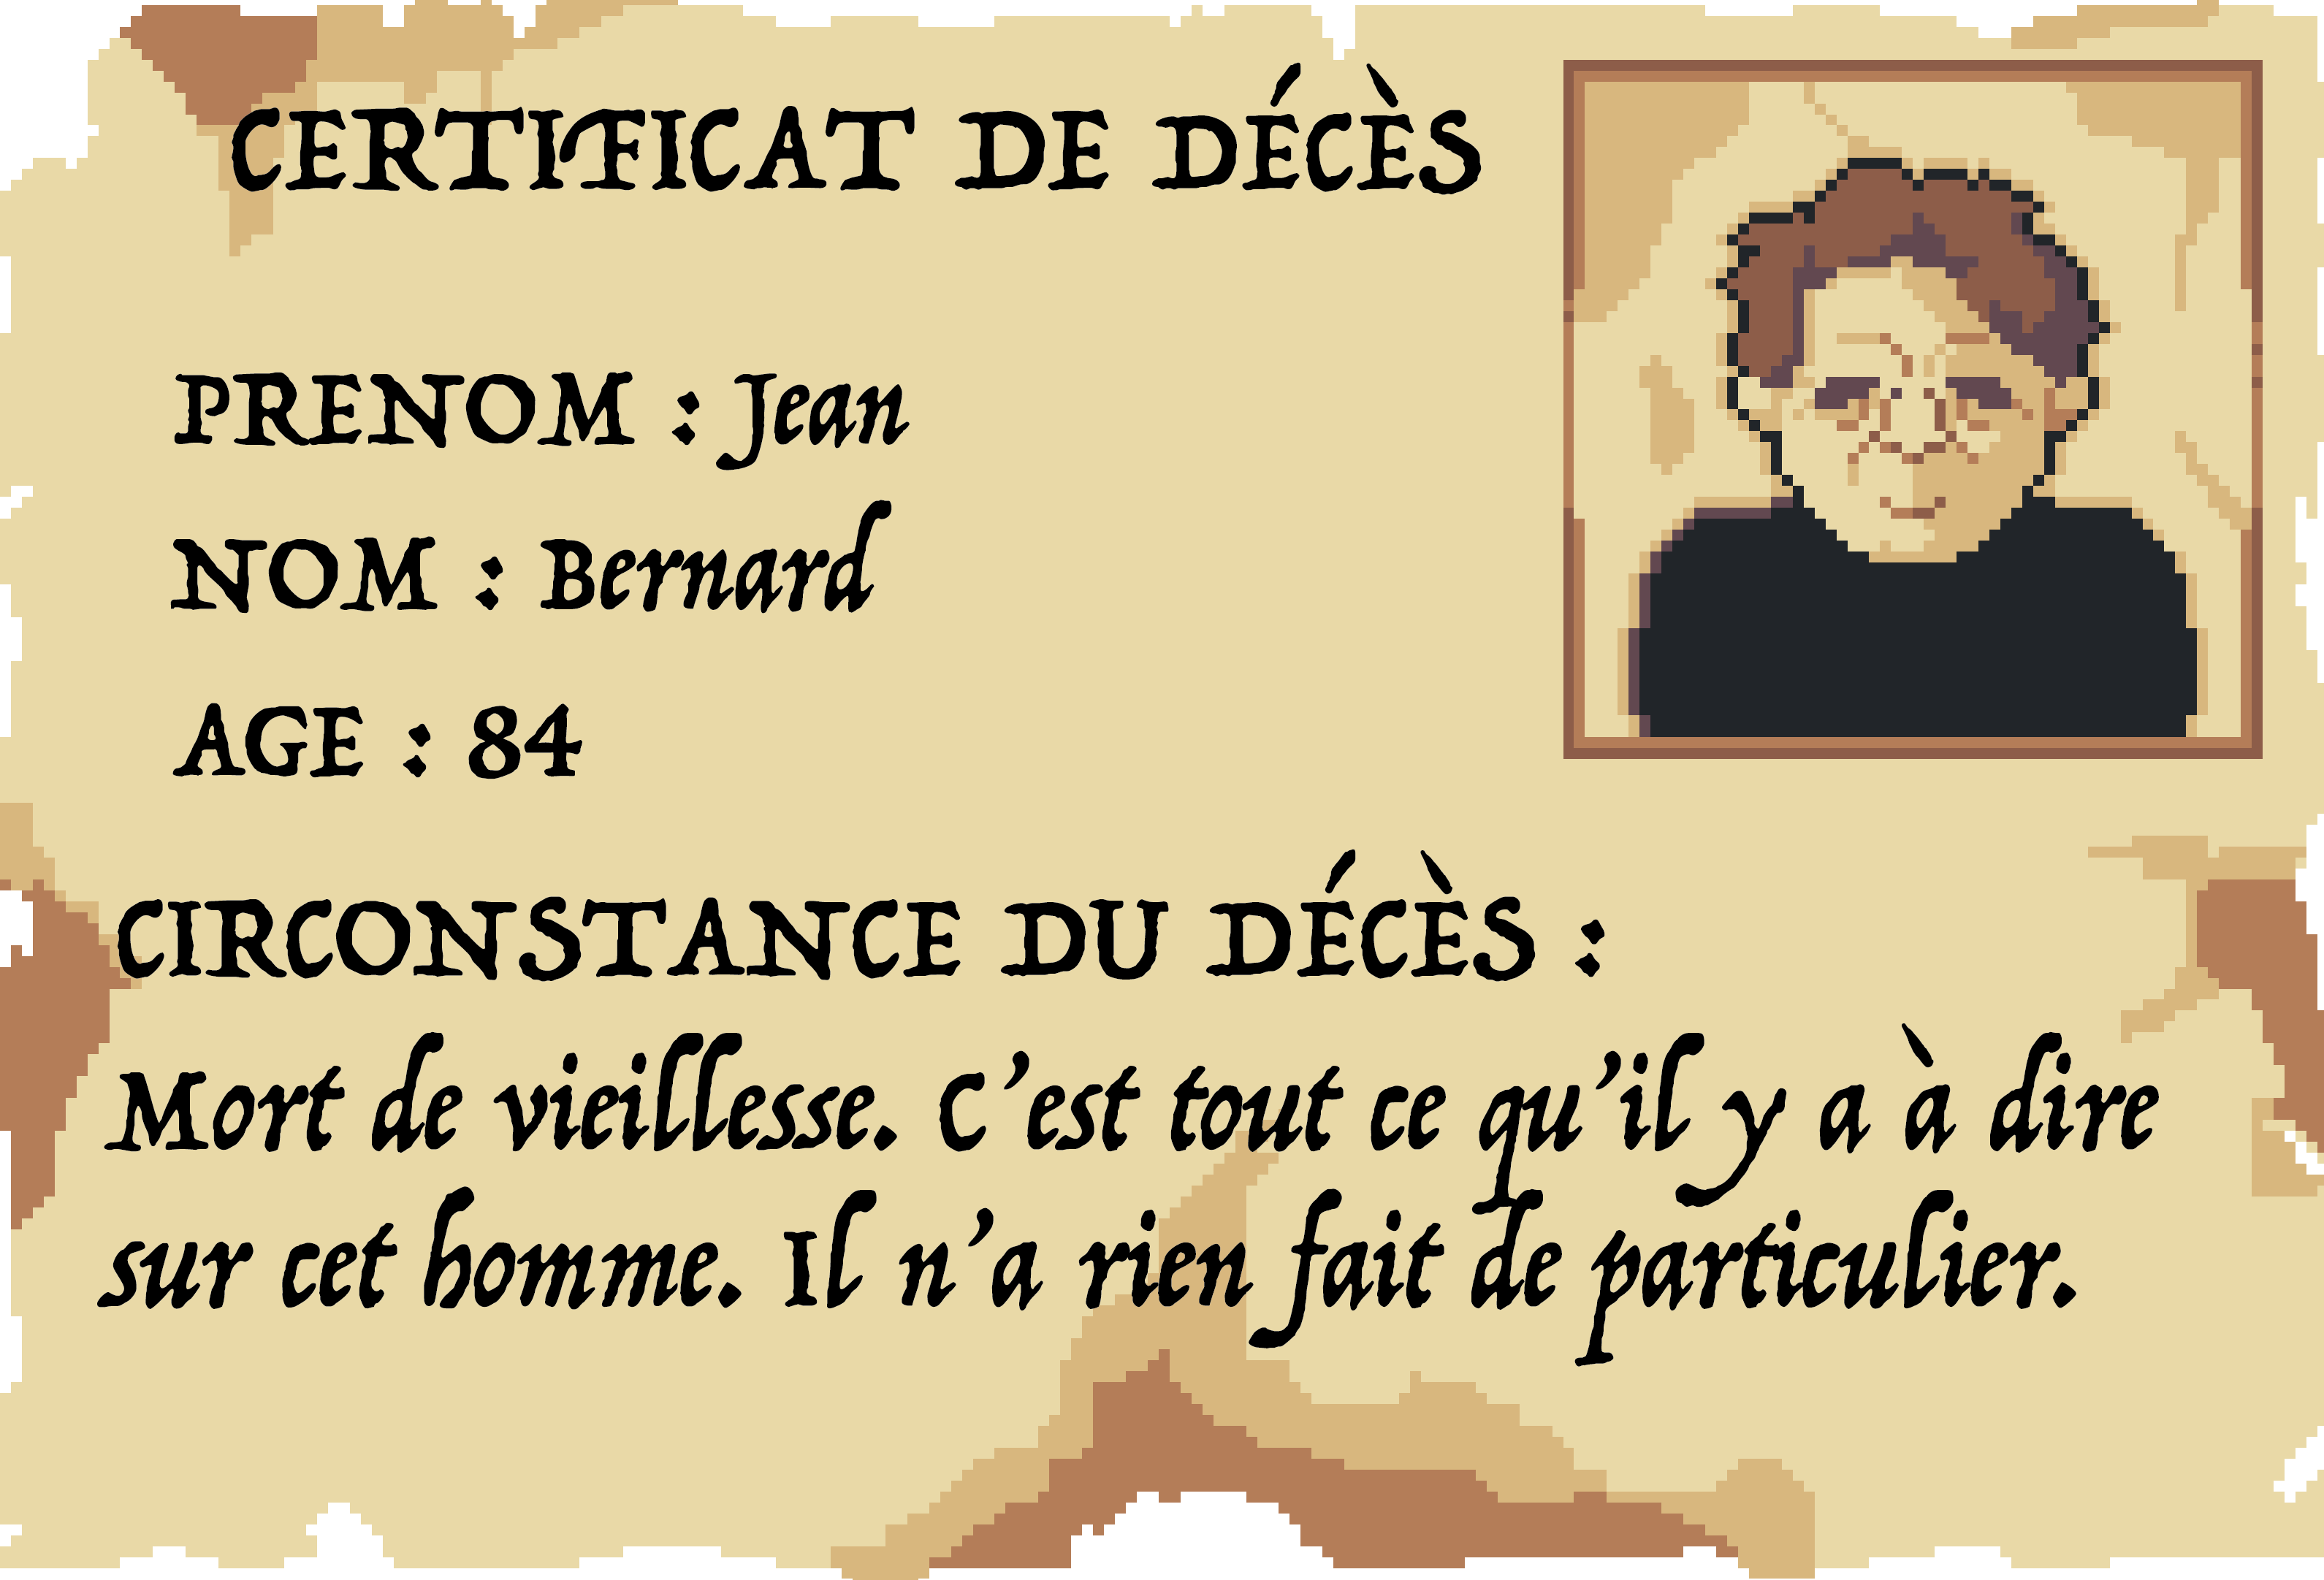 CERTIFICAT DE DÉCÈS
PRENOM : Jean
NOM : Bernard
AGE : 84
CIRCONSTANCE DU DÉCÈS :
Mort de vieillesse. C'est tout ce qu'il y a à dire
sur cet homme. Il n'a rien fait de particulier.